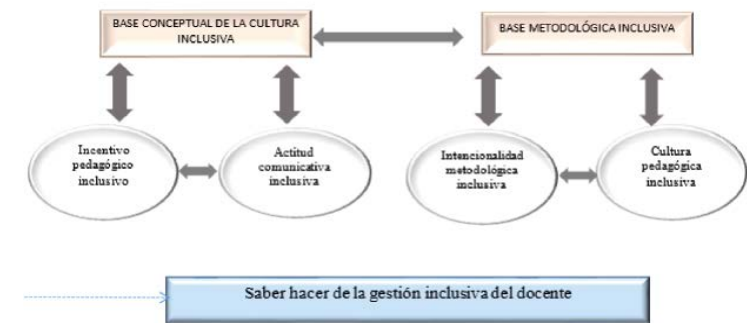 BASE CONCEPTUAL DE LA CULTURA
INCLUSIVA
BASE METODOLÓGICA INCLUSIVA
Incentivo
pedagógico
inclusivo
Actitud
comunicativa
inclusiva
Intencionalidad
metodológica
inclusiva
Cultura
pedagógica
inclusiva
Saber hacer de la gestión inclusiva del docente